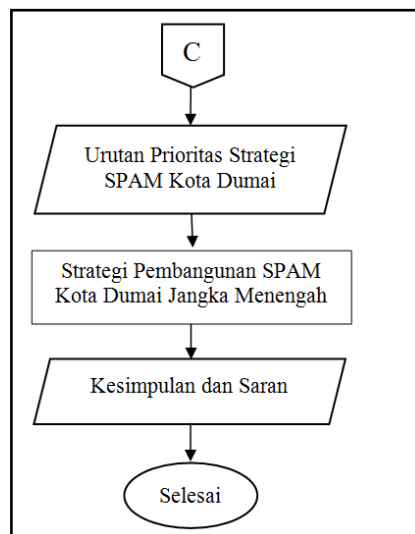 C
Urutan Prioritas Strategi
SPAM Kota Dumai
Strategi Pembangunan SPAM
Kota Dumai Jangka Menengah
Kesimpulan dan Saran
Selesai